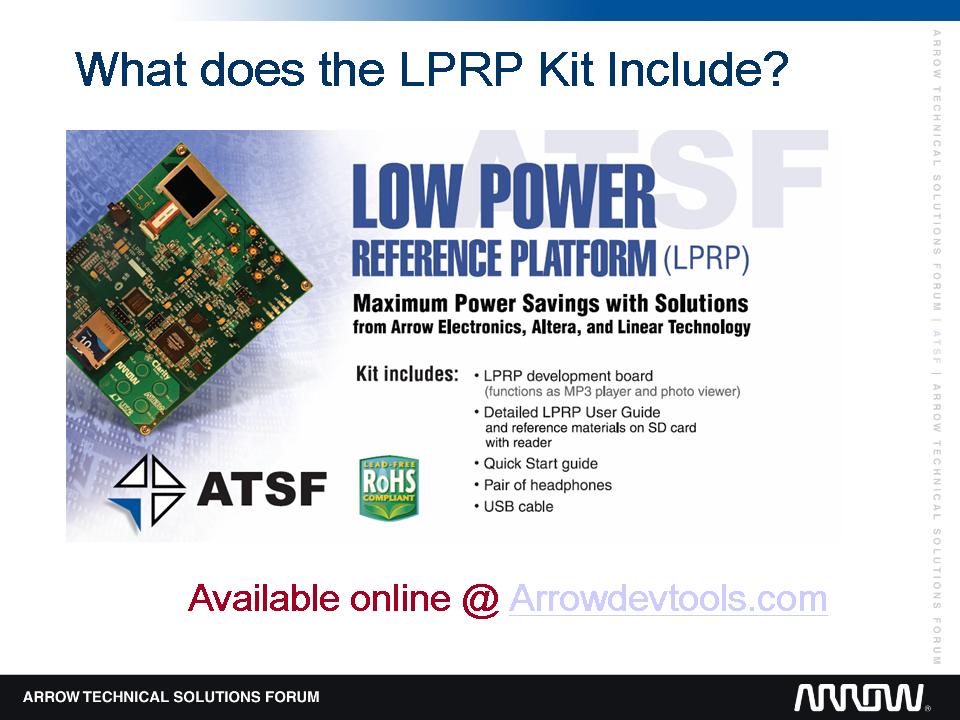 What does the LPRP Kit Include?
ATSF
LOW POWER
REFERENCE PLATFORM (LPRP)
Maximum Power Savings with Solutions
from Arrow Electronics, Altera, and Linear Technology
Kit includes:
• LPRP development board
(functions as MP3 player and photo viewer)
• Detailed LPRP User Guide
and reference materials on SD card
with reader
• Quick Start guide
• Pair of headphones
• USB cable
ATSF
LEAD-FREE
RoHS
COMPLIANT
Available online @ Arrowdevtools.com
ARROW TECHNICAL SOLUTIONS FORUM
ARROW®
ARROW TECHNICAL SOLUTIONS FORUM | ATSF | ARROW TECHNICAL SOLUTIONS FORUM